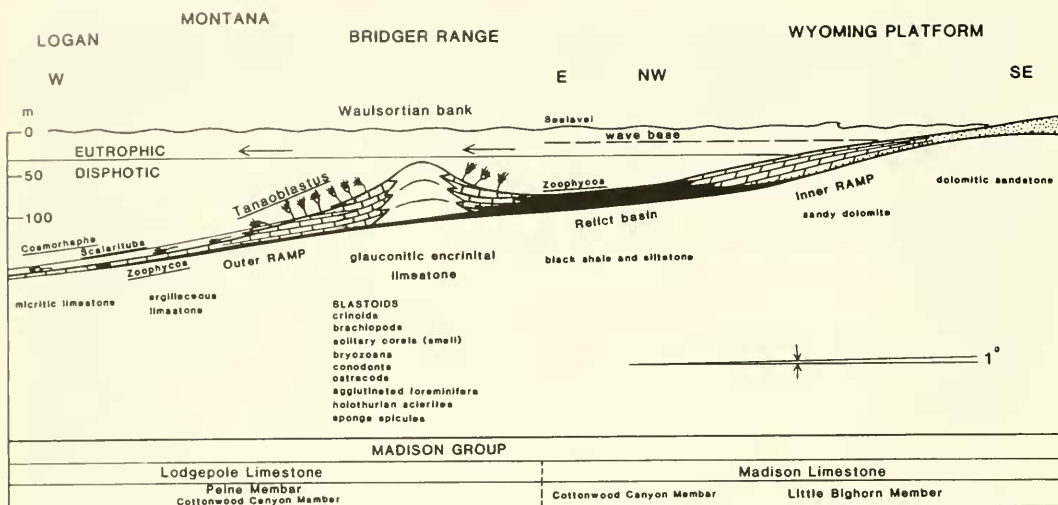 MONTANA
LOGAN
BRIDGER RANGE
WYOMING PLATFORM
W
E
NW
SE
m
Waulsortian bank
Sealevel
0
wave base
EUTROPHIC
DISPHOTIC
50
Tanaoblastus
Zoophycos
Inner RAMP
dolomitic sandstone
100
Relict basin
sandy dolomite
Cosmorhaphe
Scalarituba
Zoophycos
Outer RAMP
glauconitic encrinital
limestone
black shale and siltstone
micritic limestone
argillaceous
limestone
BLASTOIDS
crinoids
brachiopods
solitary corals (small)
bryozoans
conodonts
ostracods
agglutinated foraminifera
holothurian sclerites
sponge spicules
1°
MADISON GROUP
Lodgepole Limestone
Madison Limestone
Paine Member
Cottonwood Canyon Member
Cottonwood Canyon Member
Little Bighorn Member